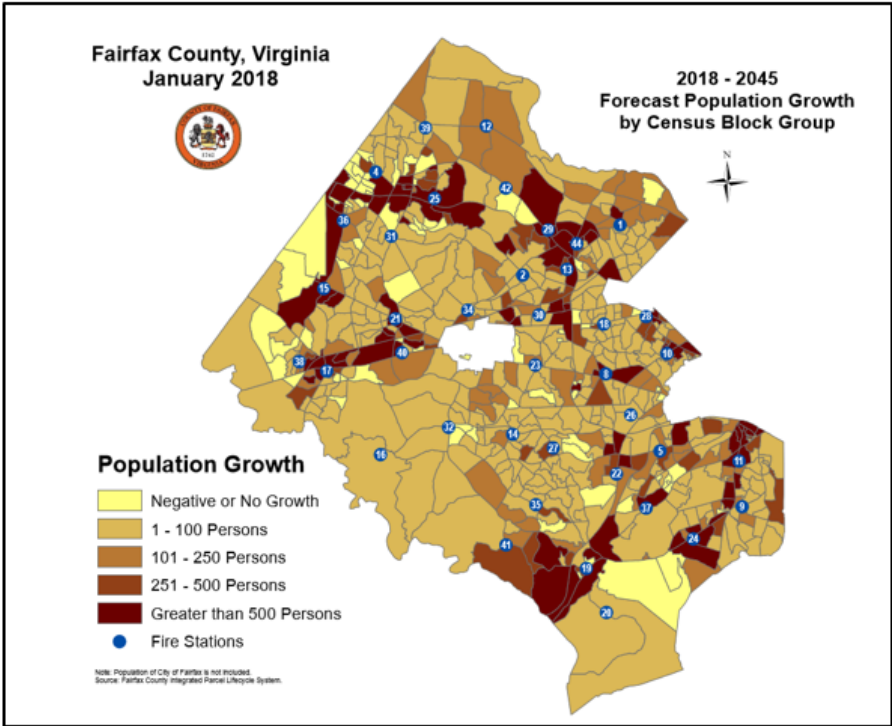 Fairfax County, Virginia
January 2018
2018 - 2045
Forecast Population Growth
by Census Block Group
N
39
12
4
42
25
36
1
31
29
44
13
2
15
34
30
21
28
18
40
10
38
17
23
8
26
32
14
5
27
16
11
22
35
9
37
24
41
19
20
Population Growth
Negative or No Growth
1 - 100 Persons
101 - 250 Persons
251 - 500 Persons
Greater than 500 Persons
Fire Stations
Note: Population of City of Fairfax is not included.
Source: Fairfax County Integrated Parcel Lifecycle System.